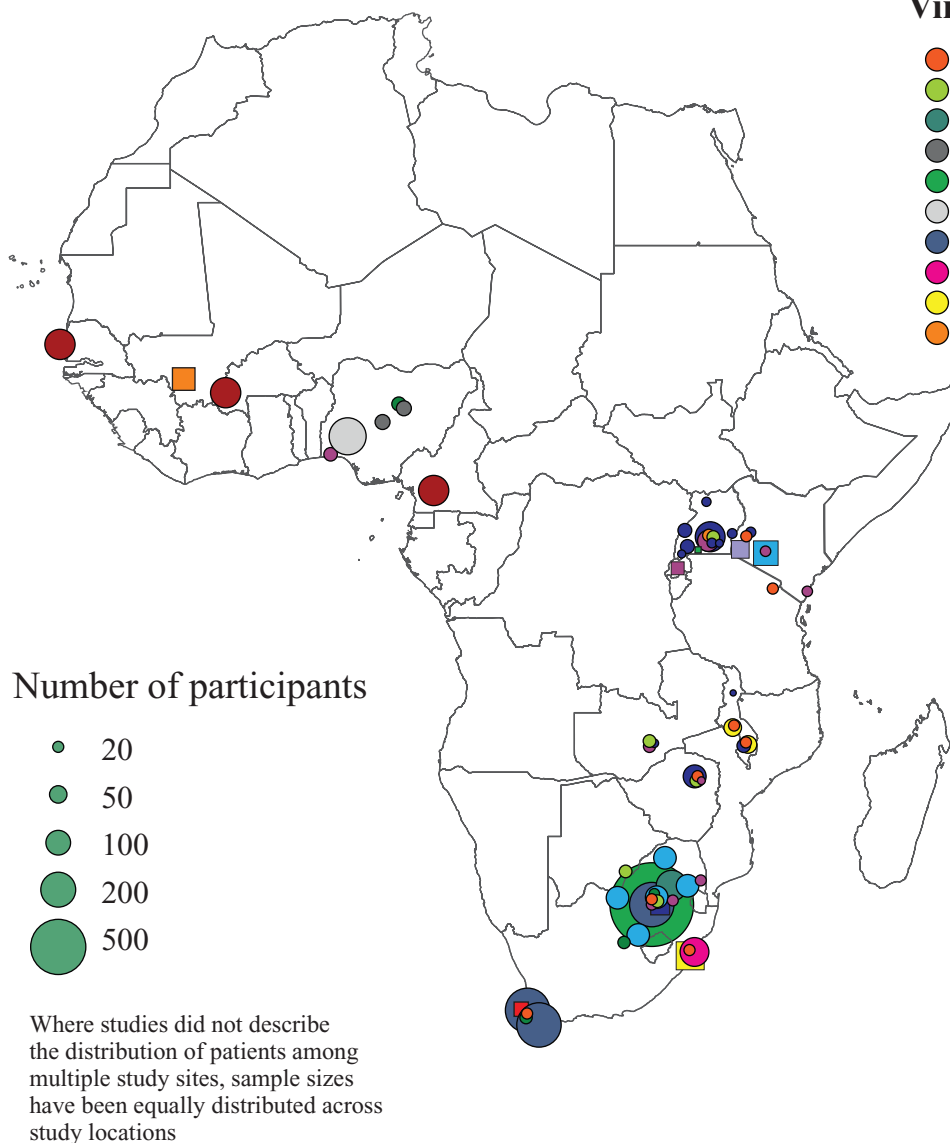 Number of participants
20
50
100
200
500
Where studies did not describe
the distribution of patients among
multiple study sites, sample sizes
have been equally distributed across
study locations